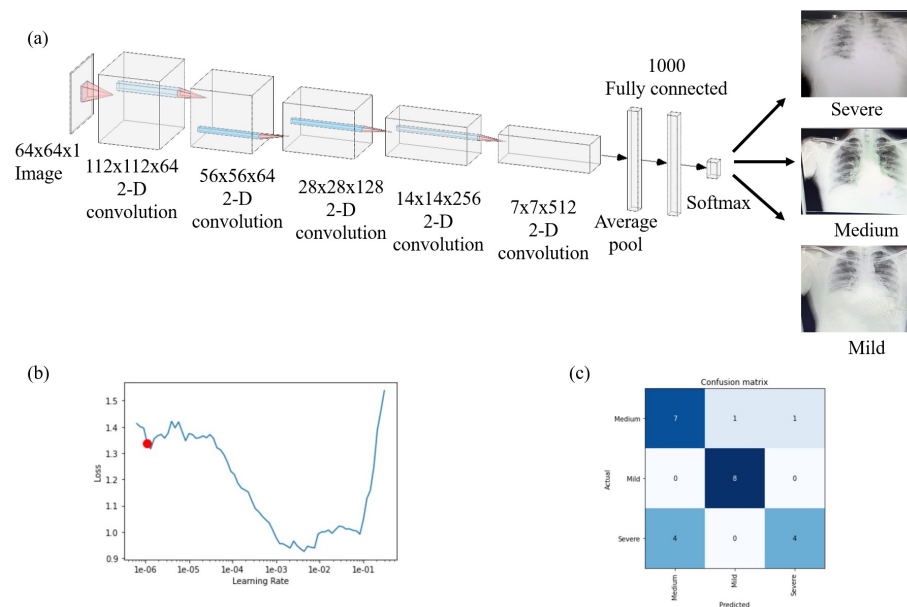 (a)
64x64x1
Image
112x112x64
2-D
convolution
56x56x64
2-D
convolution
28x28x128
2-D
convolution
14x14x256
2-D
convolution
7x7x512
2-D
convolution
Average
pool
1000
Fully connected
Softmax
Severe
Medium
Mild
(b)
1.5
1.4
1.3
1.2
1.1
1.0
0.9
Loss
1e-06 1e-05 1e-04 1e-03 1e-02 1e-01
Learning Rate
(c)
Confusion matrix
Actual
Medium 7 1 1
Mild 0 8 0
Severe 4 0 4
Medium Mild Severe
Predicted